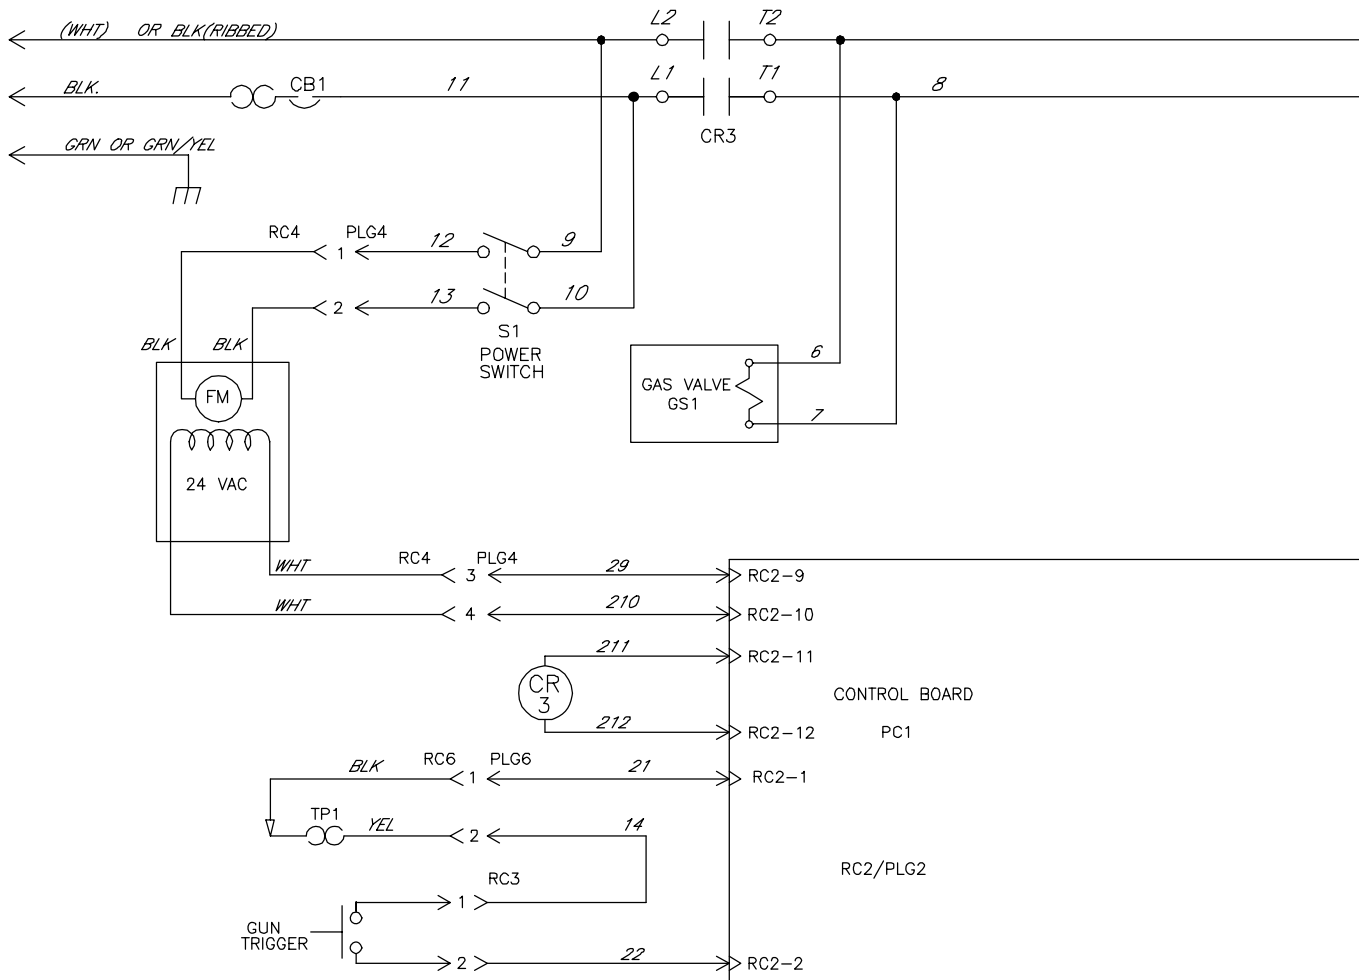 (WHT) OR BLK(RIBBED)
L2
T2
BLK.
CB1
11
L1
T1
8
CR3
GRN OR GRN/YEL
RC4
1
PLG4
12
9
2
13
10
S1
POWER
SWITCH
BLK
BLK
FM
24 VAC
6
GAS VALVE
GS1
7
WHT
RC4
3
PLG4
29
RC2-9
WHT
4
210
RC2-10
211
RC2-11
CR
3
212
RC2-12
CONTROL BOARD
PC1
BLK
RC6
1
PLG6
21
RC2-1
TP1
YEL
2
14
RC3
1
RC2/PLG2
GUN
TRIGGER
2
22
RC2-2